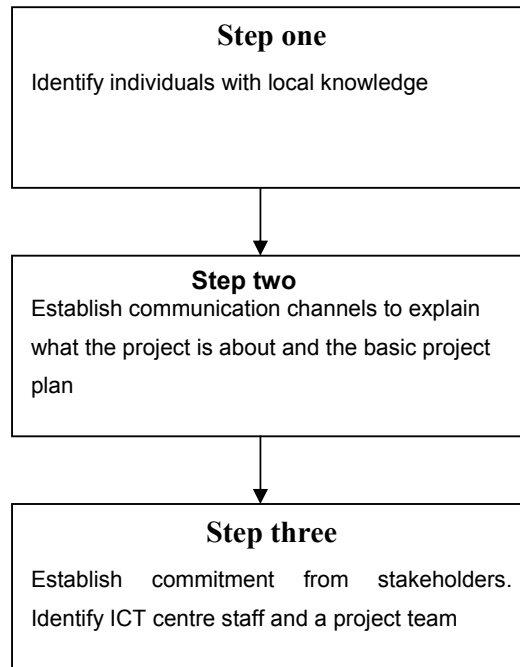 Step one
Identify individuals with local knowledge
Step two
Establish communication channels to explain
what the project is about and the basic project
plan
Step three
Establish commitment from stakeholders.
Identify ICT centre staff and a project team